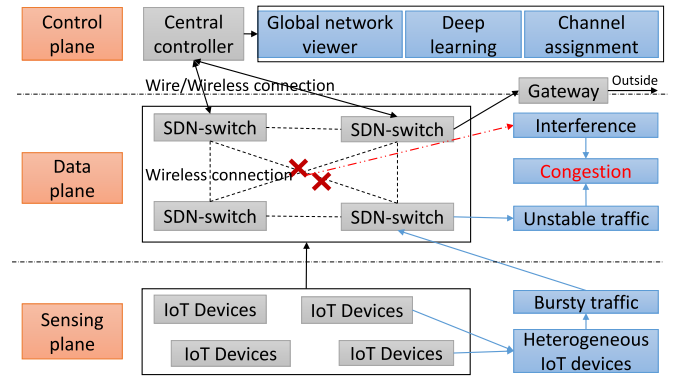 Control
plane
Central
controller
Global network
viewer
Deep
learning
Channel
assignment
Wire/Wireless connection
Gateway
Outside
Data
plane
SDN-switch
SDN-switch
Wireless connection
SDN-switch
SDN-switch
Interference
Congestion
Unstable traffic
Sensing
plane
IoT Devices
IoT Devices
IoT Devices
IoT Devices
Bursty traffic
Heterogeneous
IoT devices